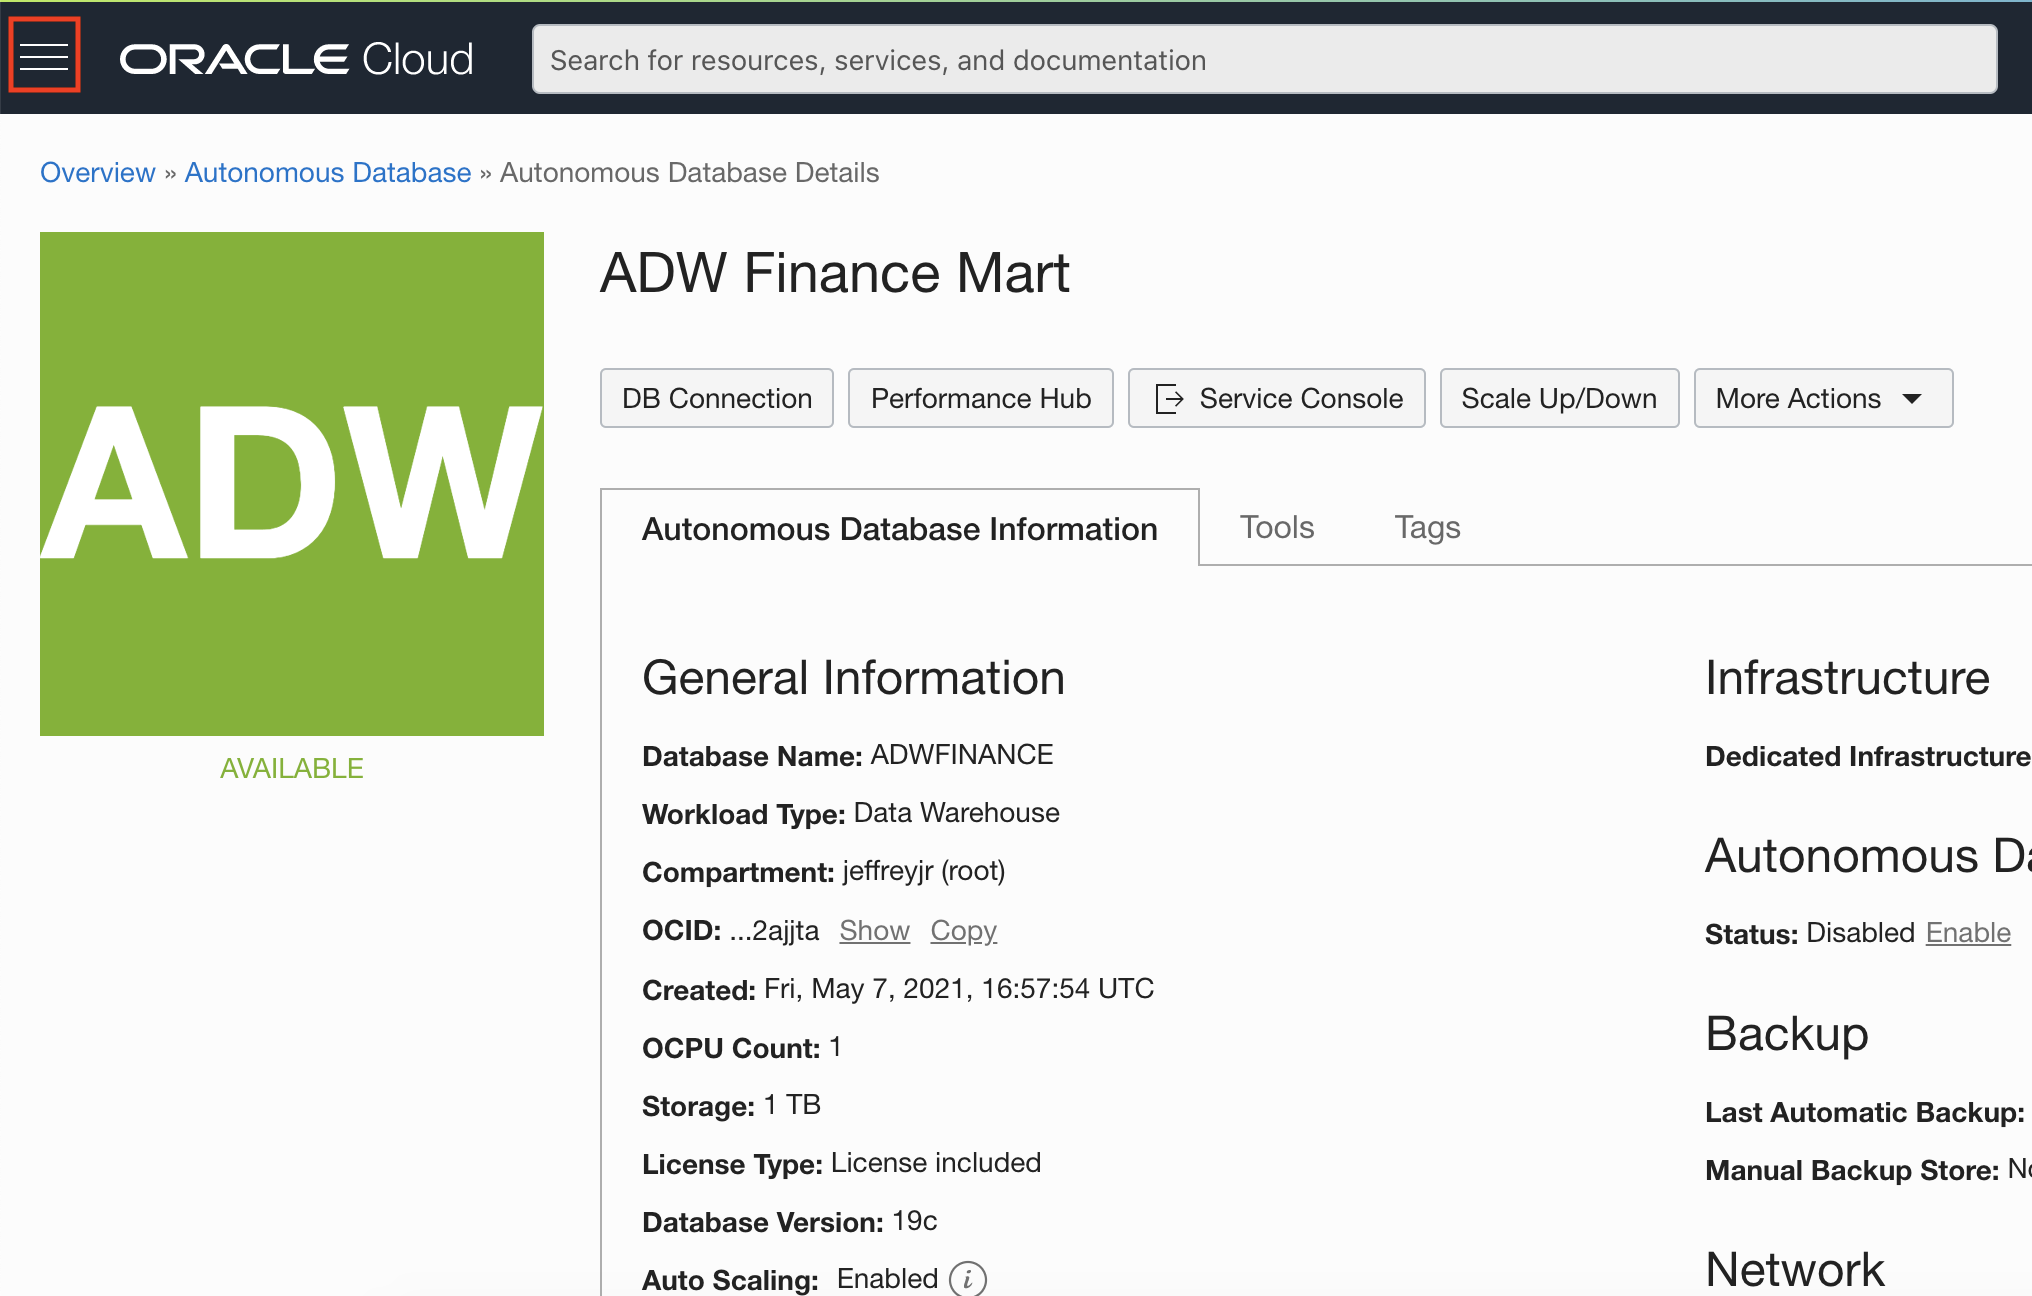 ORACLE Cloud
Search for resources, services, and documentation
Overview » Autonomous Database » Autonomous Database Details
ADW
AVAILABLE
ADW Finance Mart
DB Connection
Performance Hub
Service Console
Scale Up/Down
More Actions
Autonomous Database Information
Tools
Tags
General Information
Database Name: ADWFINANCE
Workload Type: Data Warehouse
Compartment: jeffreyjr (root)
OCID: ...2ajjta Show Copy
Created: Fri, May 7, 2021, 16:57:54 UTC
OCPU Count: 1
Storage: 1 TB
License Type: License included
Database Version: 19c
Auto Scaling: Enabled i
Infrastructure
Dedicated Infrastructure
Autonomous
Status: Disabled Enable
Backup
Last Automatic Backup:
Manual Backup Store:
Network